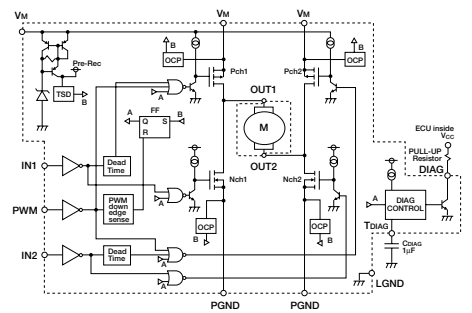 VM
VM
VM
B
OCP
Pch1
Pch2
OCP
B
Pre-Rec
TSD
B
A
OUT1
M
OUT2
ECU inside
VCC
PULL-UP
Resistor
DIAG
A
FF
B
Q S
R
IN1
Dead
Time
A
Nch1
Nch2
PWM
PWM
down
edge
sense
OCP
B
OCP
B
A
DIAG
CONTROL
TDIAG
CDIAG
1μF
IN2
Dead
Time
A
A
LGND
PGND
PGND